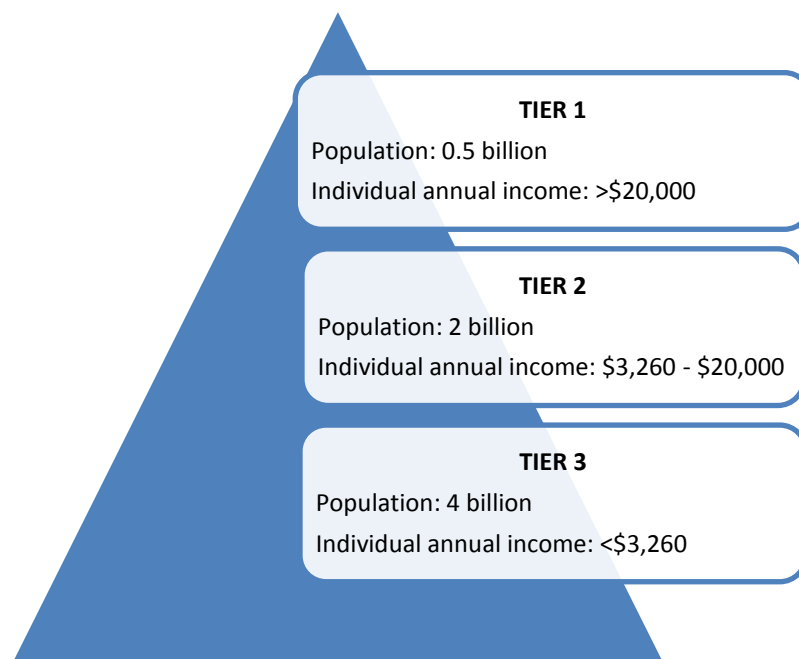 TIER 1
Population: 0.5 billion
Individual annual income: >$20,000
TIER 2
Population: 2 billion
Individual annual income: $3,260 - $20,000
TIER 3
Population: 4 billion
Individual annual income: <$3,260